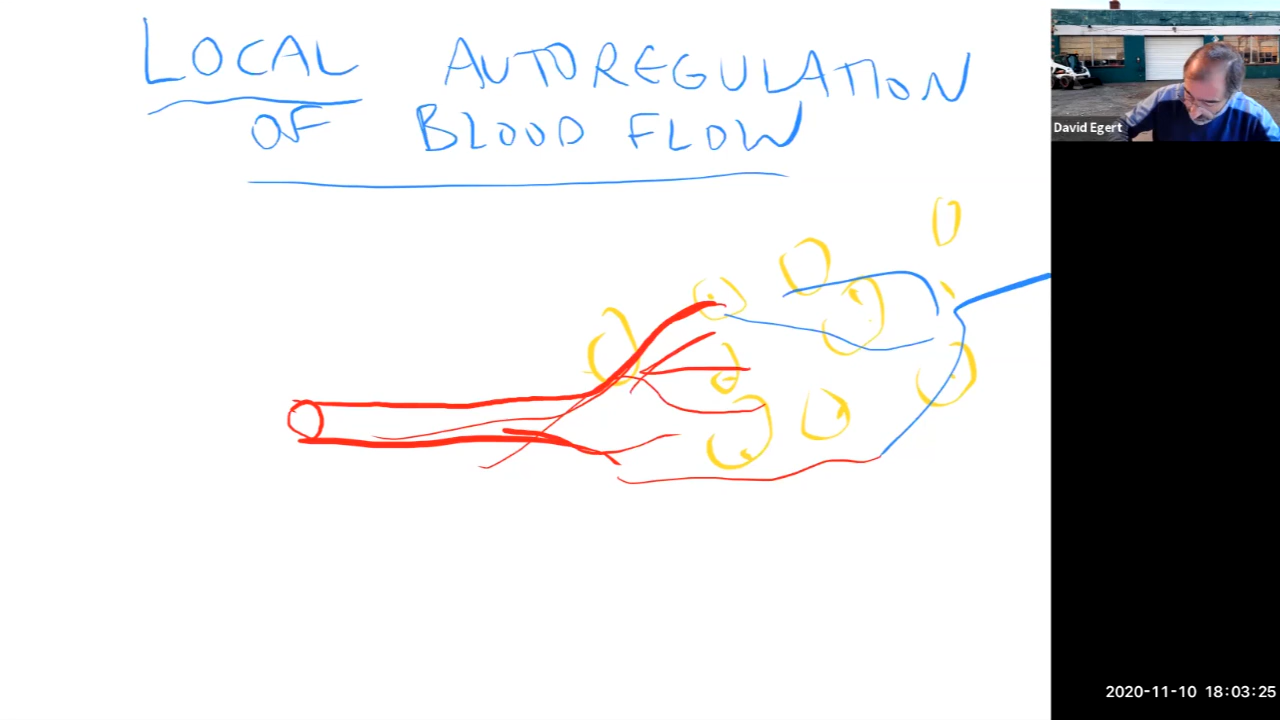 LOCAL AUTOREGULATION
OF BLOOD FLOW
David Egert
2020-11-10 18:03:25